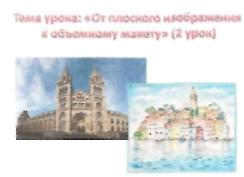 Тема урока: «От плоского изображения
к объемному макету» (2 урок)